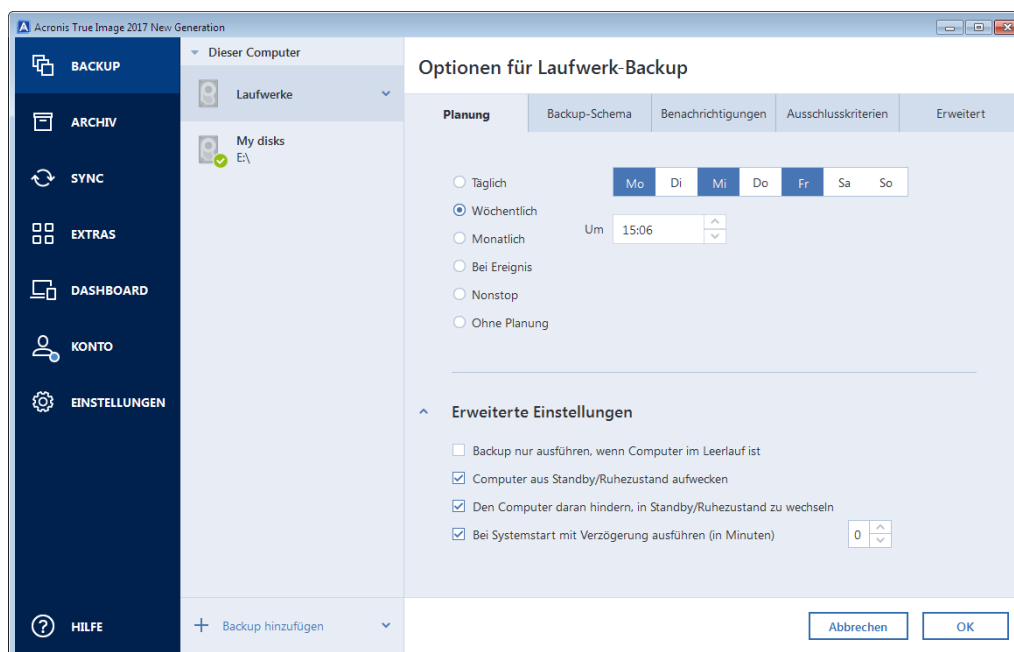 Acronis True Image 2017 New Generation
BACKUP
ARCHIV
SYNC
EXTRAS
DASHBOARD
KONTO
EINSTELLUNGEN
HILFE
Dieser Computer
Laufwerke
My disks
E:\
Backup hinzufügen
Optionen für Laufwerk-Backup
Planung Backup-Schema Benachrichtigungen Ausschlusskriterien Erweitert
Täglich
Wöchentlich
Monatlich
Bei Ereignis
Nonstop
Ohne Planung
Mo Di Mi Do Fr Sa So
Um 15:06
Erweiterte Einstellungen
Backup nur ausführen, wenn Computer im Leerlauf ist
Computer aus Standby/Ruhezustand aufwecken
Den Computer daran hindern, in Standby/Ruhezustand zu wechseln
Bei Systemstart mit Verzögerung ausführen (in Minuten) 0
Abbrechen OK